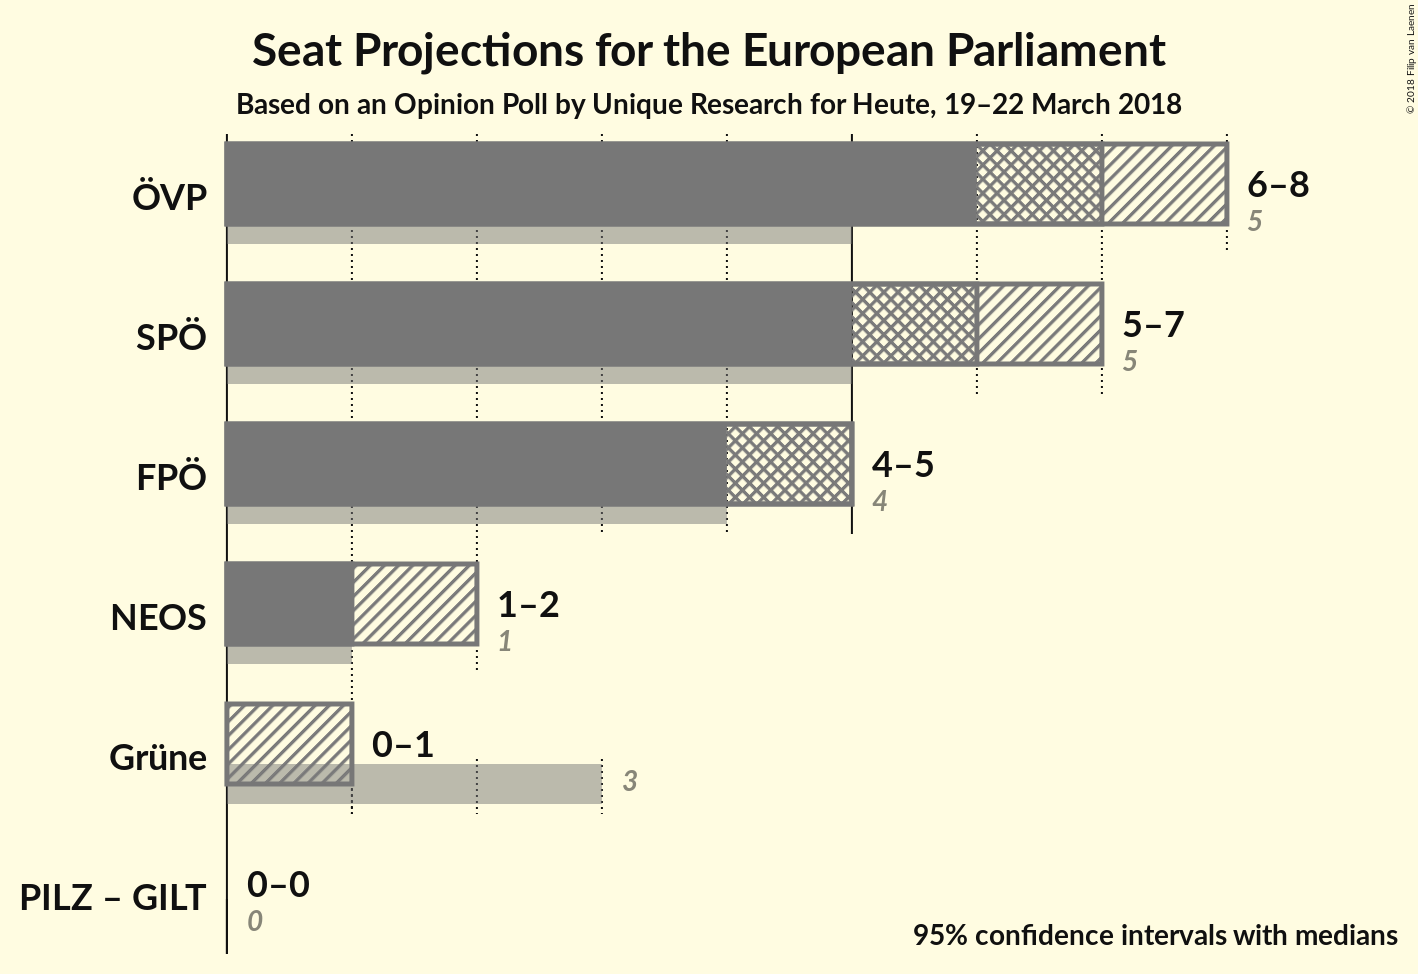 Seat Projections for the European Parliament
Based on an Opinion Poll by Unique Research for Heute, 19–22 March 2018
© 2018 Filip van Laenen
ÖVP
6–8
5
SPÖ
5–7
5
FPÖ
4–5
4
NEOS
1–2
1
Grüne
0–1
3
PILZ – GILT
0–0
0
95% confidence intervals with medians